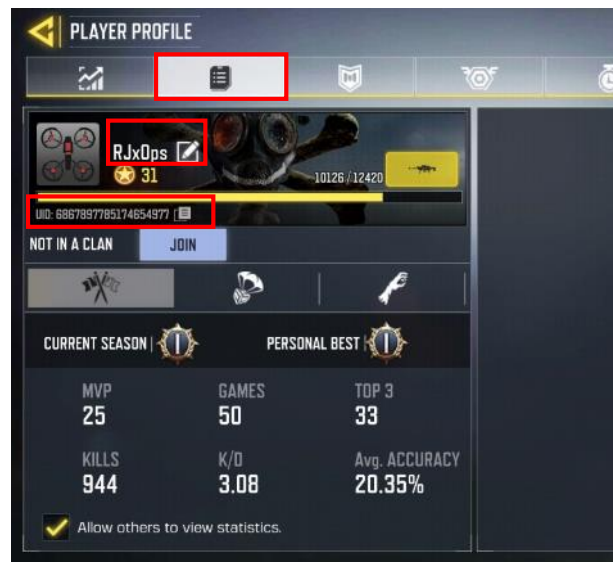 PLAYER PROFILE
RJxOps
31
10126 / 12420
UID: 6867897785174654977
NOT IN A CLAN
JOIN
CURRENT SEASON
PERSONAL BEST
MVP GAMES TOP 3
25 50 33
KILLS K/D Avg. ACCURACY
944 3.08 20.35%
Allow others to view statistics.